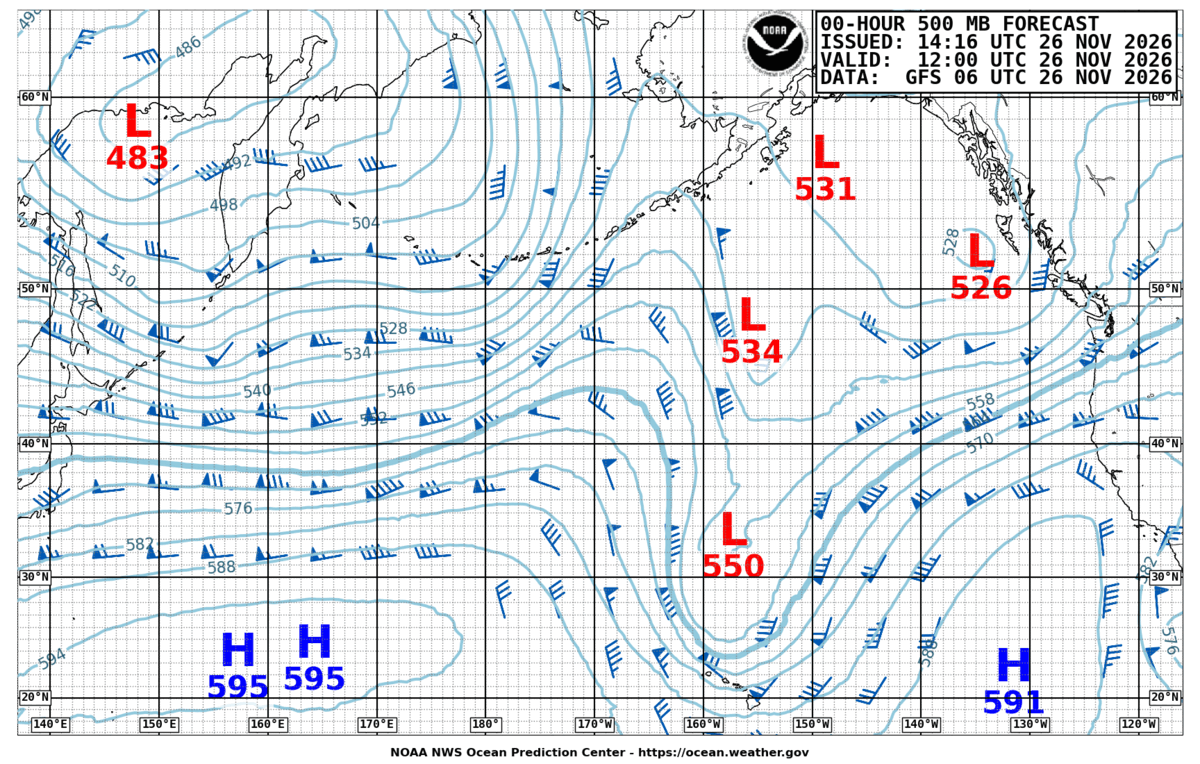 NOAA
00-HOUR 500 MB FORECAST
ISSUED: 14:16 UTC 26 NOV 2026
VALID: 12:00 UTC 26 NOV 2026
DATA: GFS 06 UTC 26 NOV 2026
498
486
60°N
60°N
L
483
492
L
531
498
504
528
L
526
516
510
522
50°N
50°N
L
534
528
534
540
546
552
558
570
40°N
40°N
576
582
588
L
550
30°N
30°N
582
594
H
595
H
595
588
H
591
576
20°N
20°N
140°E
150°E
160°E
170°E
180°
170°W
160°W
150°W
140°W
130°W
120°W
NOAA NWS Ocean Prediction Center - https://ocean.weather.gov